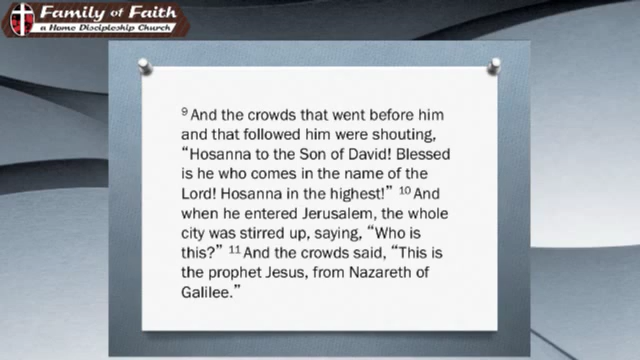 Family of Faith
a Home Discipleship Church
⁹ And the crowds that went before him
and that followed him were shouting,
“Hosanna to the Son of David! Blessed
is he who comes in the name of the
Lord! Hosanna in the highest!” ¹⁰ And
when he entered Jerusalem, the whole
city was stirred up, saying, “Who is
this?” ¹¹ And the crowds said, “This is
the prophet Jesus, from Nazareth of
Galilee.”